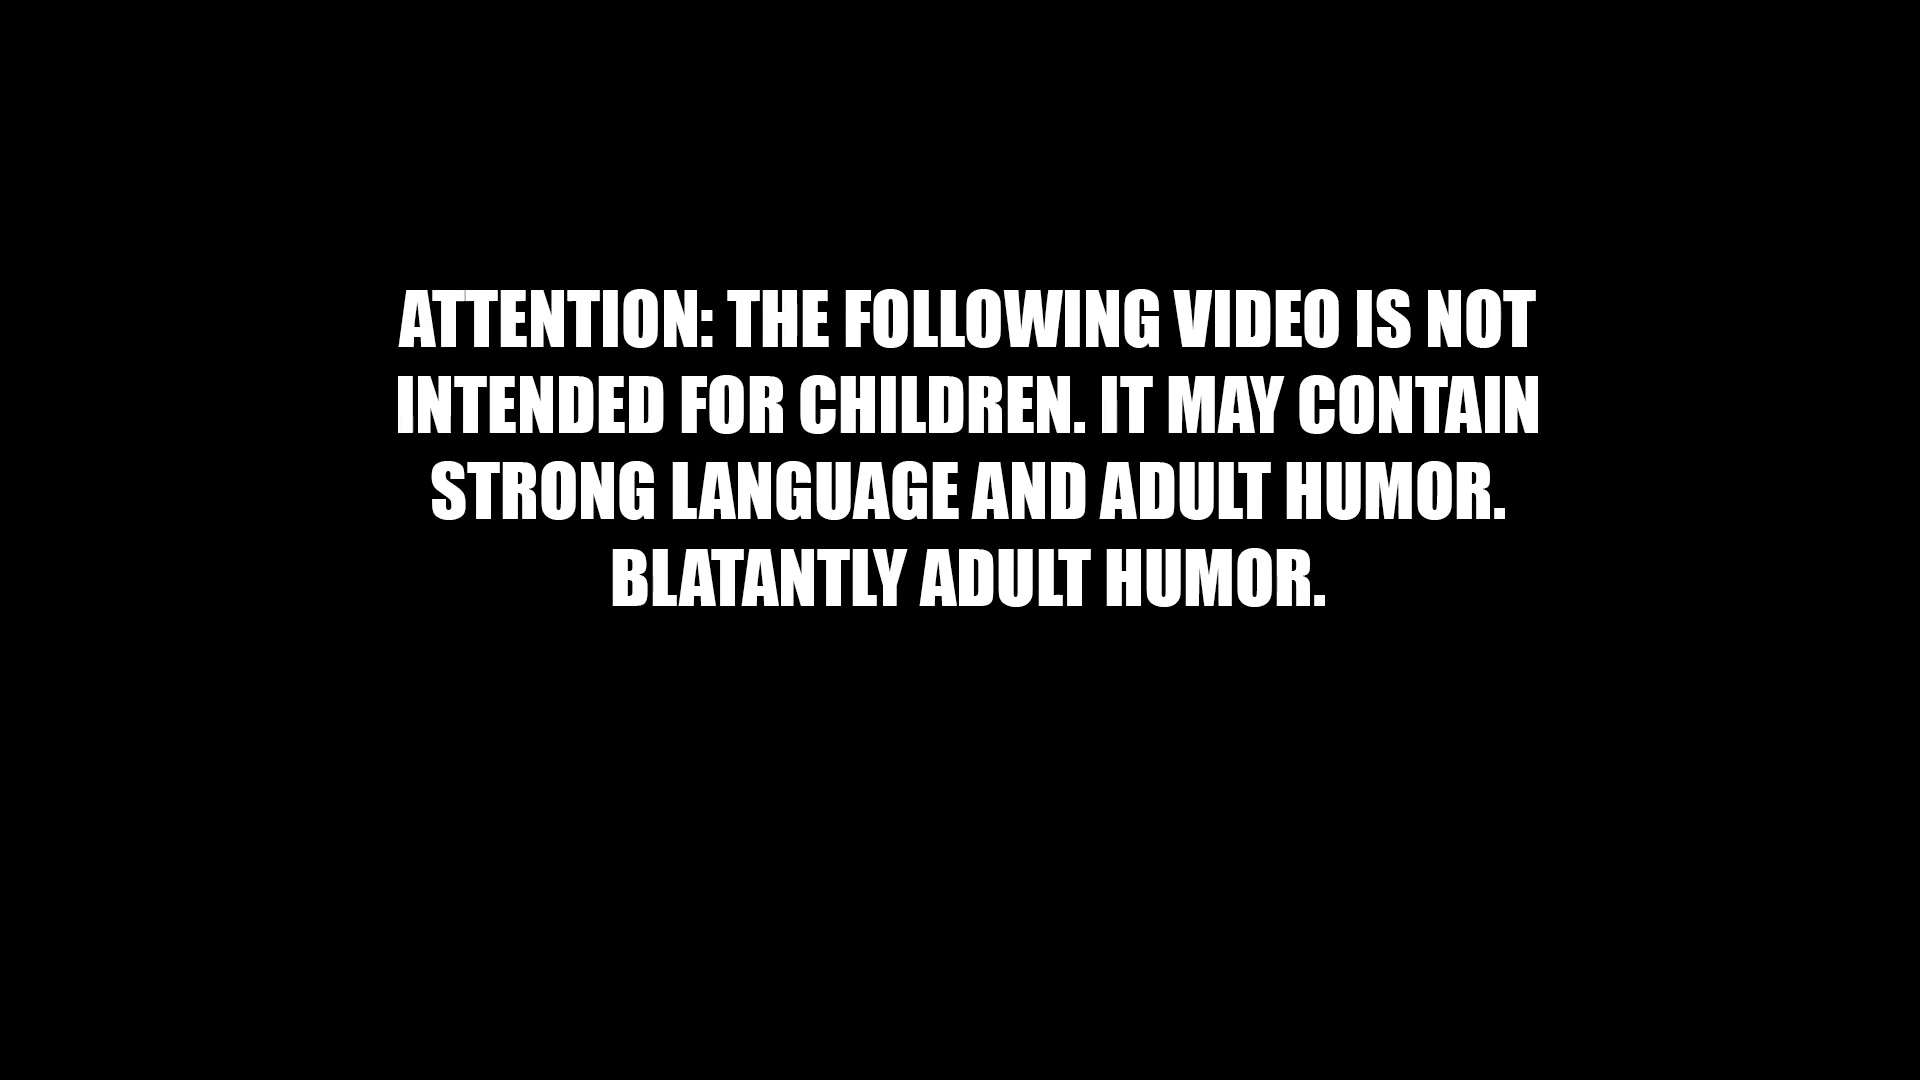 ATTENTION: THE FOLLOWING VIDEO IS NOT
INTENDED FOR CHILDREN. IT MAY CONTAIN
STRONG LANGUAGE AND ADULT HUMOR.
BLATANTLY ADULT HUMOR.